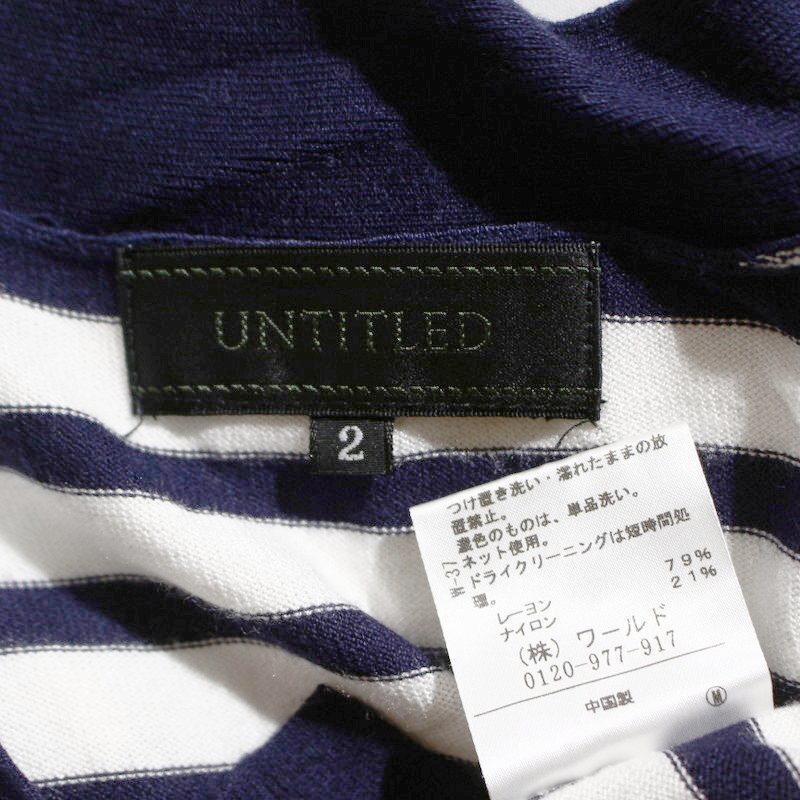 UNTITLED
2
つけ置き洗い・濡れたままの放
置禁止。
濃色のものは、単品洗い。
ネット使用。
ドライクリーニングは短時間処
理。
W-37
レーヨン 79%
ナイロン 21%
(株) ワールド
0120-977-917
中国製 M